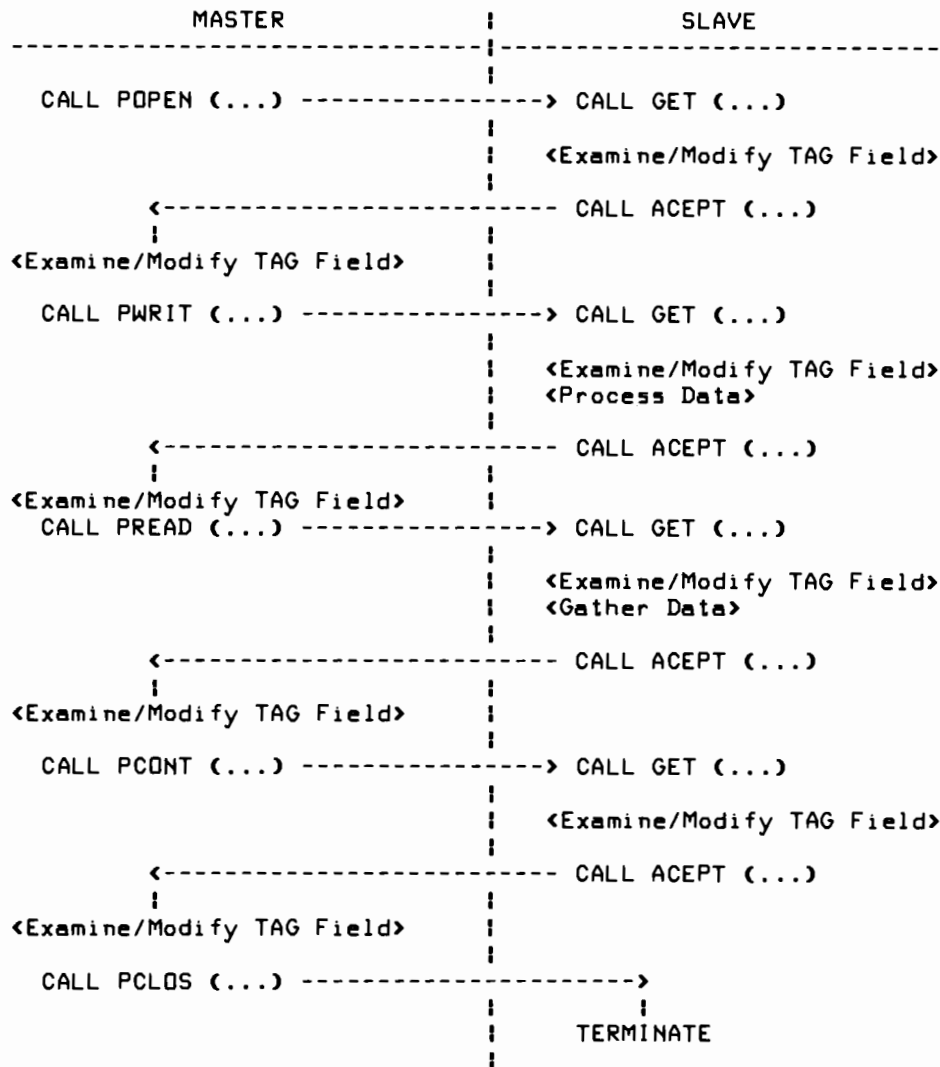 MASTER | SLAVE
CALL POPEN (...) ----------------> CALL GET (...)
<Examine/Modify TAG Field>
<------------------------ CALL ACEPT (...)
<Examine/Modify TAG Field>
CALL PWRIT (...) ----------------> CALL GET (...)
<Examine/Modify TAG Field>
<Process Data>
<------------------------ CALL ACEPT (...)
<Examine/Modify TAG Field>
CALL PREAD (...) ----------------> CALL GET (...)
<Examine/Modify TAG Field>
<Gather Data>
<------------------------ CALL ACEPT (...)
<Examine/Modify TAG Field>
CALL PCONT (...) ----------------> CALL GET (...)
<Examine/Modify TAG Field>
<------------------------ CALL ACEPT (...)
<Examine/Modify TAG Field>
CALL PCLOS (...) ---------------------->
TERMINATE